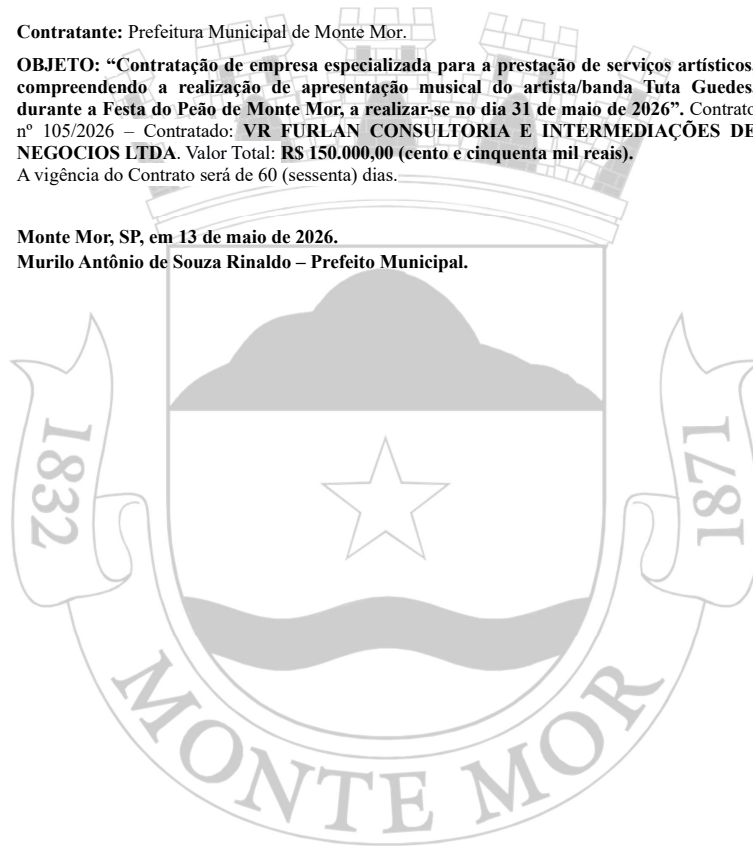 Contratante: Prefeitura Municipal de Monte Mor.
OBJETO: “Contratação de empresa especializada para a prestação de serviços artísticos,
compreendendo a realização de apresentação musical do artista/banda Tuta Guedes,
durante a Festa do Peão de Monte Mor, a realizar-se no dia 31 de maio de 2026”. Contrato
nº 105/2026 – Contratado: VR FURLAN CONSULTORIA E INTERMEDIAÇÕES DE
NEGOCIOS LTDA. Valor Total: R$ 150.000,00 (cento e cinquenta mil reais).
A vigência do Contrato será de 60 (sessenta) dias.
Monte Mor, SP, em 13 de maio de 2026.
Murilo Antônio de Souza Rinaldo – Prefeito Municipal.
1832
1871
MONTE MOR